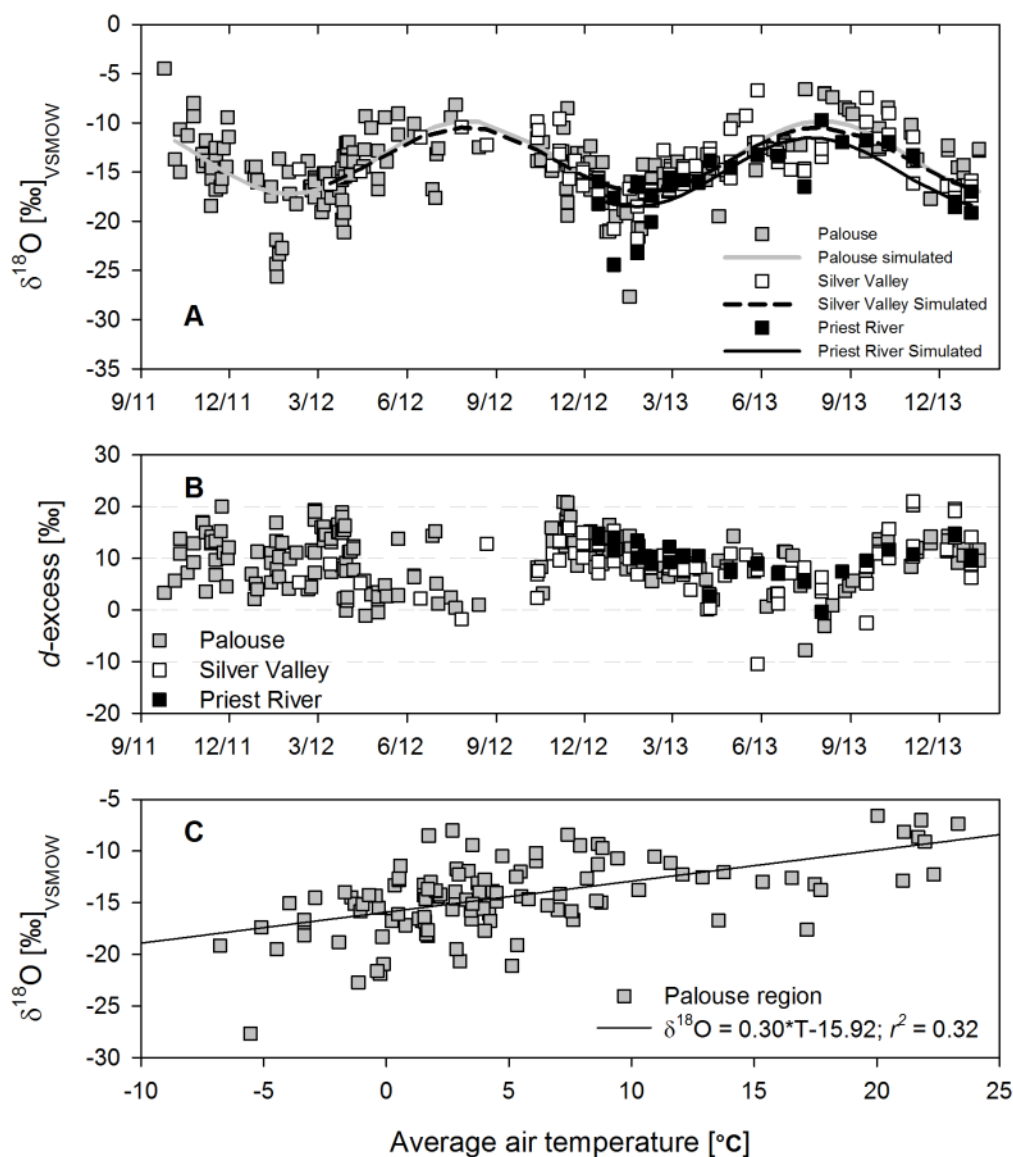 0
-5
-10
-15
-20
-25
-30
-35
δ18O [‰]VSMOW
A
Palouse
Palouse simulated
Silver Valley
Silver Valley Simulated
Priest River
Priest River Simulated
9/11 12/11 3/12 6/12 9/12 12/12 3/13 6/13 9/13 12/13
30
20
10
0
-10
-20
d-excess [‰]
B
Palouse
Silver Valley
Priest River
9/11 12/11 3/12 6/12 9/12 12/12 3/13 6/13 9/13 12/13
-5
-10
-15
-20
-25
-30
δ18O [‰]VSMOW
C
Palouse region
δ18O = 0.30*T-15.92; r2 = 0.32
-10 -5 0 5 10 15 20 25
Average air temperature [°C]